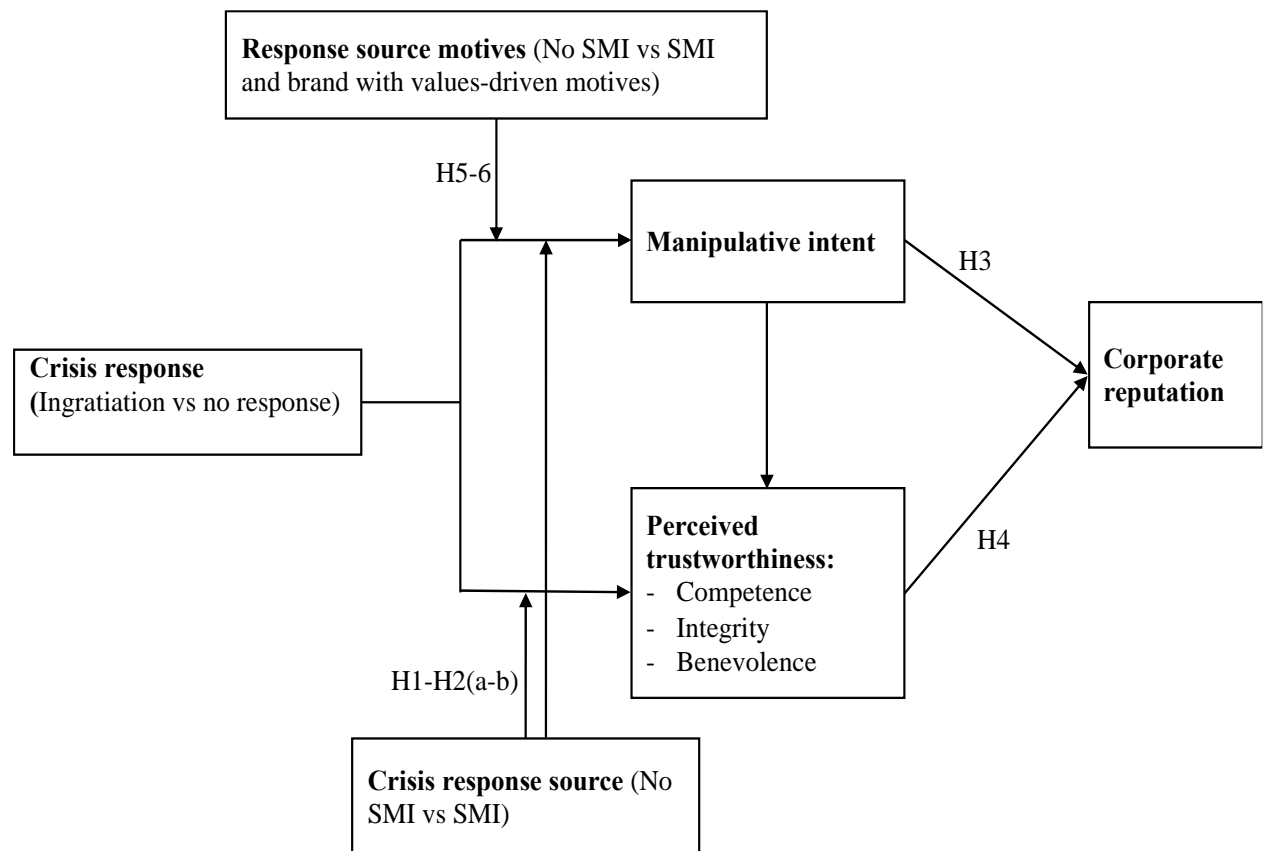 Response source motives (No SMI vs SMI
and brand with values-driven motives)
H5-6
Manipulative intent
H3
Crisis response
(Ingratiation vs no response)
Corporate
reputation
Perceived
trustworthiness:
- Competence
- Integrity
- Benevolence
H4
H1-H2(a-b)
Crisis response source (No
SMI vs SMI)